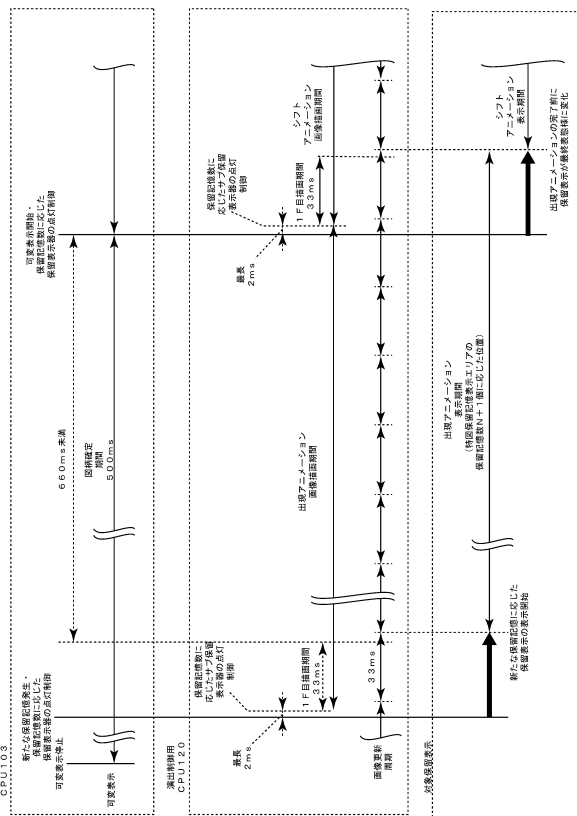 CPU103
新たな保留記憶発生・
保留記憶数に応じた
保留表示器の点灯制御
可変表示停止
可変表示
660ms未満
図柄確定
期間
500ms
可変表示開始・
保留記憶数に応じた
保留表示器の点灯制御
演出制御用
CPU120
最長
2ms
保留記憶数に
応じたサブ保留
表示器の点灯
制御
1F目描画期間
33ms
出現アニメーション
画像描画期間
最長
2ms
保留記憶数に
応じたサブ保留
表示器の点灯
制御
1F目描画期間
33ms
シフト
アニメーション
画像描画期間
画像更新
周期
33ms
対象保留表示
新たな保留記憶に応じた
保留表示の表示開始
出現アニメーション
表示期間
(特図保留記憶表示エリアの
保留記憶数N+1個に応じた位置)
シフト
アニメーション
表示期間
出現アニメーションの完了前に
保留表示が最終表態様に変化